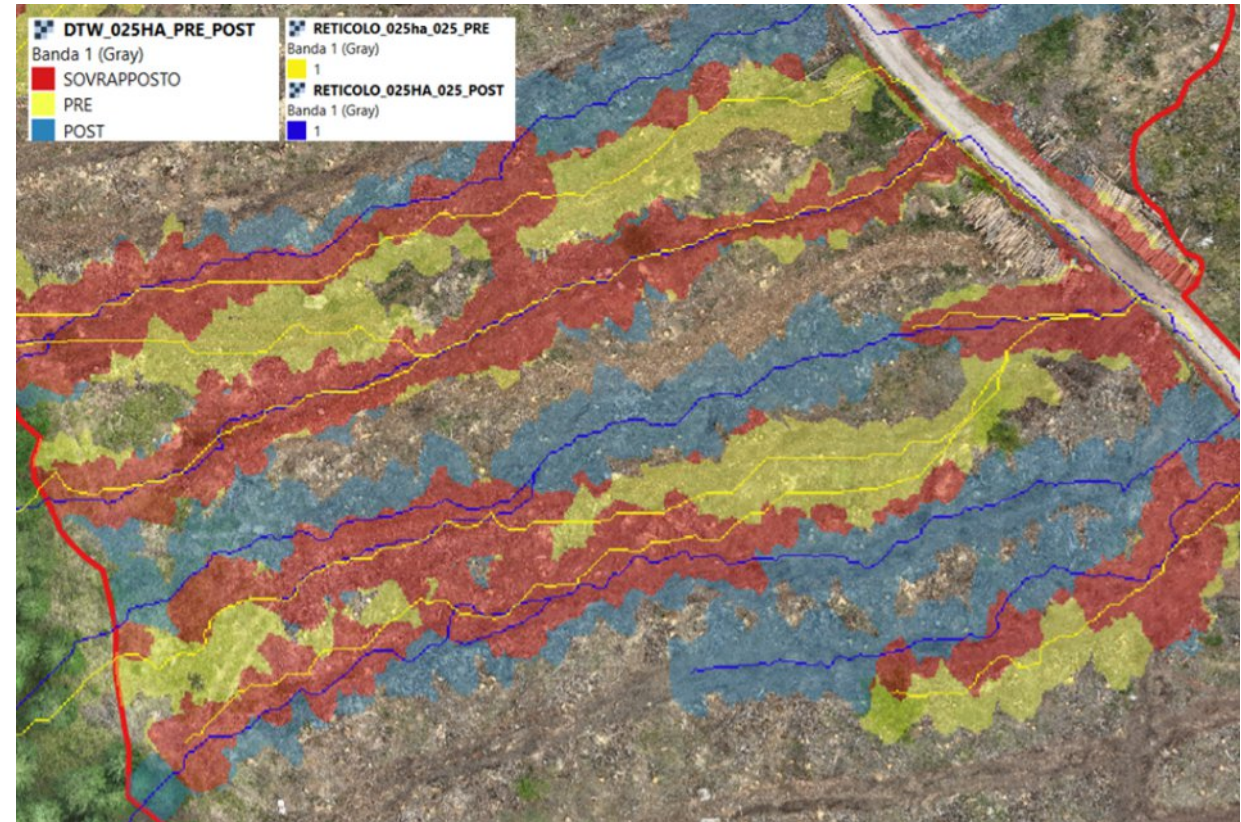 DTW_025HA_PRE_POST
Banda 1 (Gray)
SOVRAPPOSTO
PRE
POST
RETICOLO_025ha_025_PRE
Banda 1 (Gray)
1
RETICOLO_025HA_025_POST
Banda 1 (Gray)
1